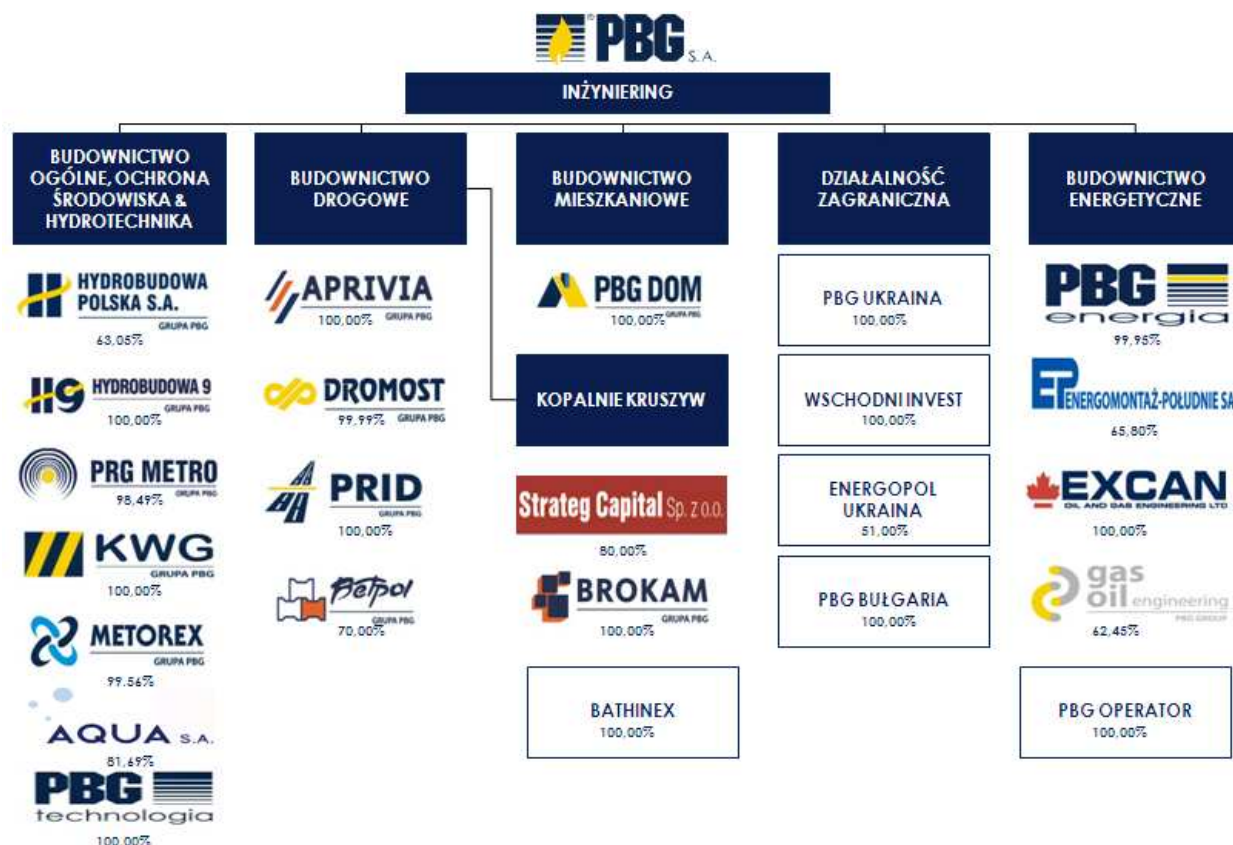 PBG S.A.
INŻYNIERING
BUDOWNICTWO
OGÓLNE, OCHRONA
ŚRODOWISKA &
HYDROTECHNIKA
HYDROBUDOWA
POLSKA S.A.
GRUPA PBG
63,05%
H9 HYDROBUDOWA 9
GRUPA PBG
100,00%
PRG METRO
GRUPA PBG
98,49%
KWG
GRUPA PBG
100,00%
METOREX
GRUPA PBG
99.56%
AQUA S.A.
81,69%
PBG
technologia
100,00%
BUDOWNICTWO
DROGOWE
APRIVIA
GRUPA PBG
100,00%
DROMOST
GRUPA PBG
99,99%
PRID
GRUPA PBG
100,00%
Betpol
GRUPA PBG
70,00%
BUDOWNICTWO
MIESZKANIOWE
PBG DOM
GRUPA PBG
100,00%
KOPALNIE KRUSZYW
Strateg Capital Sp. z o.o.
80,00%
BROKAM
GRUPA PBG
100,00%
BATHINEX
100,00%
DZIAŁALNOŚĆ
ZAGRANICZNA
PBG UKRAINA
100,00%
WSCHODNI INVEST
100,00%
ENERGOPOL
UKRAINA
51,00%
PBG BUŁGARIA
100,00%
BUDOWNICTWO
ENERGETYCZNE
PBG
energia
99,95%
EP ENERGOMONTAŻ-POŁUDNIE SA
65,80%
EXCAN
OIL AND GAS ENGINEERING LTD
100,00%
gas
oil engineering
PBG GROUP
62,45%
PBG OPERATOR
100,00%